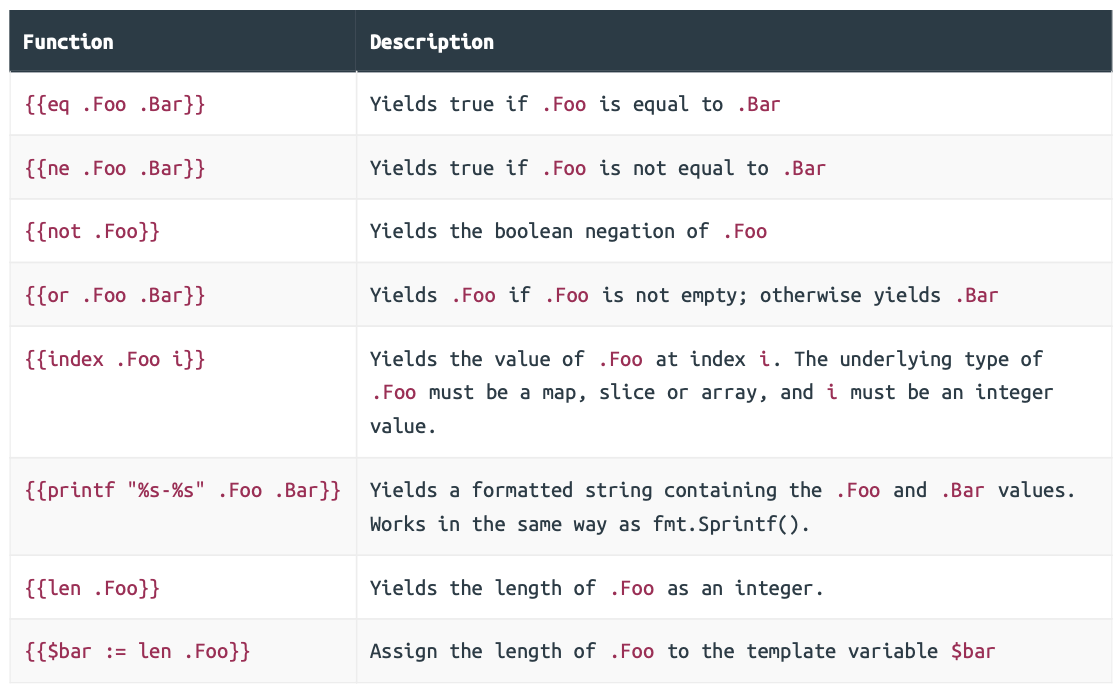 Function Description
{{eq .Foo .Bar}} Yields true if .Foo is equal to .Bar
{{ne .Foo .Bar}} Yields true if .Foo is not equal to .Bar
{{not .Foo}} Yields the boolean negation of .Foo
{{or .Foo .Bar}} Yields .Foo if .Foo is not empty; otherwise yields .Bar
{{index .Foo i}} Yields the value of .Foo at index i. The underlying type of
.Foo must be a map, slice or array, and i must be an integer
value.
{{printf "%s-%s" .Foo .Bar}} Yields a formatted string containing the .Foo and .Bar values.
Works in the same way as fmt.Sprintf().
{{len .Foo}} Yields the length of .Foo as an integer.
{{$bar := len .Foo}} Assign the length of .Foo to the template variable $bar